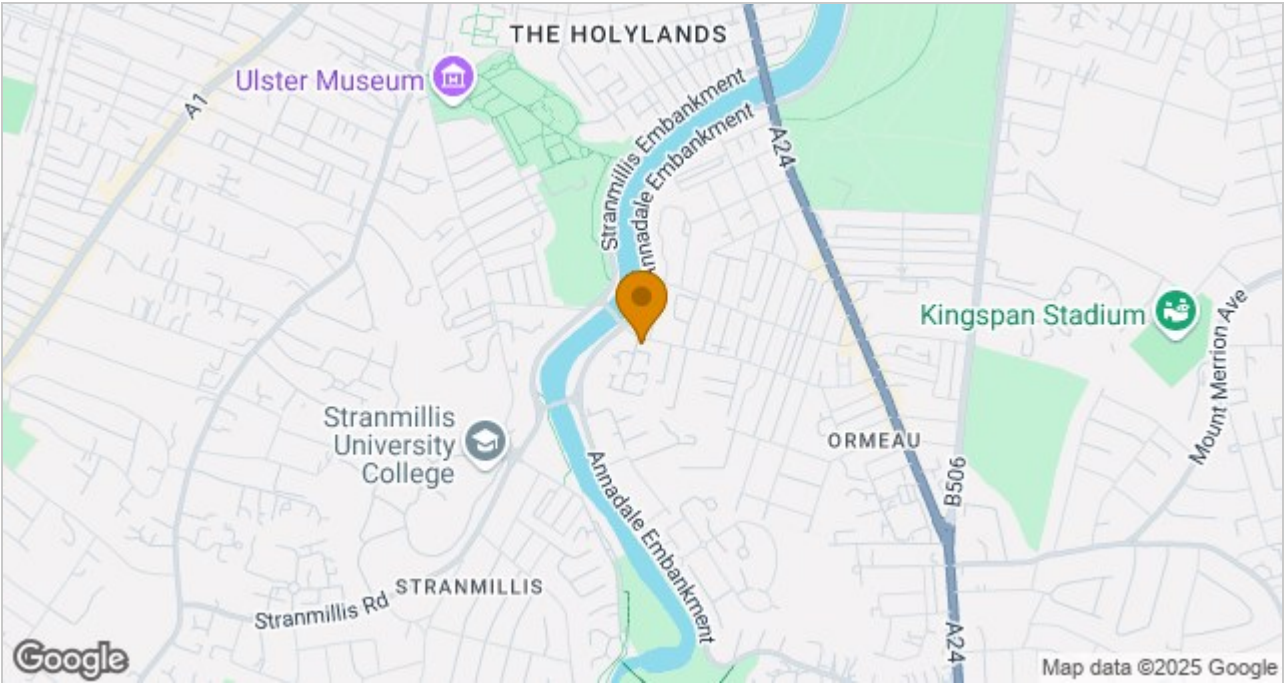 THE HOLYLANDS
Ulster Museum
A1
Stranmillis Embankment
Annadale Embankment
A24
Kingspan Stadium
Mount Merrion Ave
Stranmillis
University
College
ORMEAU
B506
Annadale Embankment
STRANMILLIS
Stranmillis Rd
A24
Google
Map data ©2025 Google